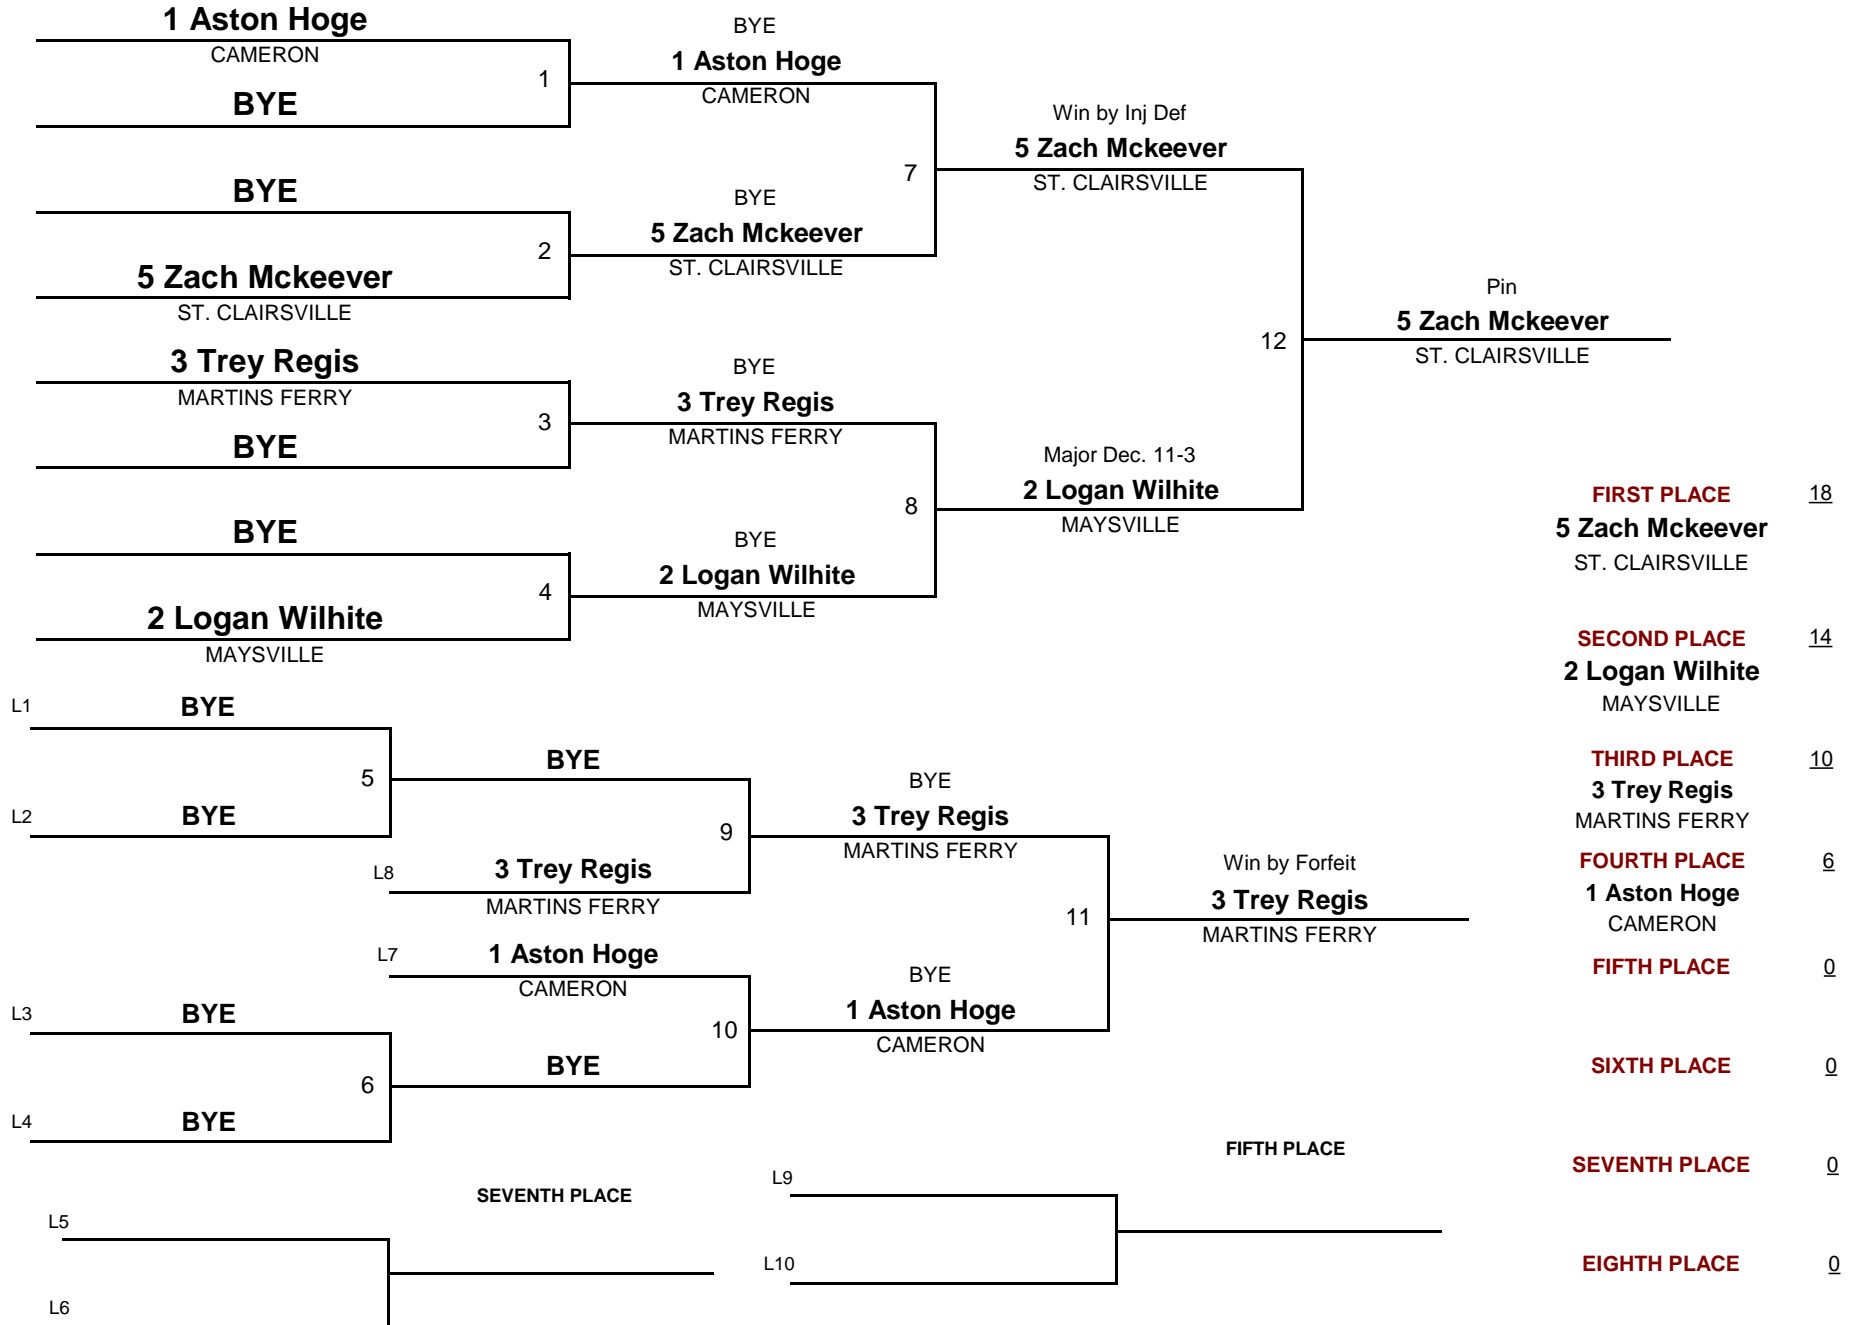 1 Aston Hoge
CAMERON
1
BYE
BYE
1 Aston Hoge
CAMERON
BYE
2
5 Zach Mckeever
ST. CLAIRSVILLE
BYE
5 Zach Mckeever
ST. CLAIRSVILLE
7
Win by Inj Def
5 Zach Mckeever
ST. CLAIRSVILLE
3 Trey Regis
MARTINS FERRY
3
BYE
BYE
3 Trey Regis
MARTINS FERRY
BYE
4
2 Logan Wilhite
MAYSVILLE
BYE
2 Logan Wilhite
MAYSVILLE
8
Major Dec. 11-3
2 Logan Wilhite
MAYSVILLE
12
Pin
5 Zach Mckeever
ST. CLAIRSVILLE
L1 BYE
5
L2 BYE
BYE
9
L8 3 Trey Regis
MARTINS FERRY
BYE
3 Trey Regis
MARTINS FERRY
L7 1 Aston Hoge
CAMERON
10
L3 BYE
6
L4 BYE
BYE
BYE
1 Aston Hoge
CAMERON
11
Win by Forfeit
3 Trey Regis
MARTINS FERRY
SEVENTH PLACE
L5
L6
FIFTH PLACE
L9
L10
FIRST PLACE 18
5 Zach Mckeever
ST. CLAIRSVILLE
SECOND PLACE 14
2 Logan Wilhite
MAYSVILLE
THIRD PLACE 10
3 Trey Regis
MARTINS FERRY
FOURTH PLACE 6
1 Aston Hoge
CAMERON
FIFTH PLACE 0
SIXTH PLACE 0
SEVENTH PLACE 0
EIGHTH PLACE 0